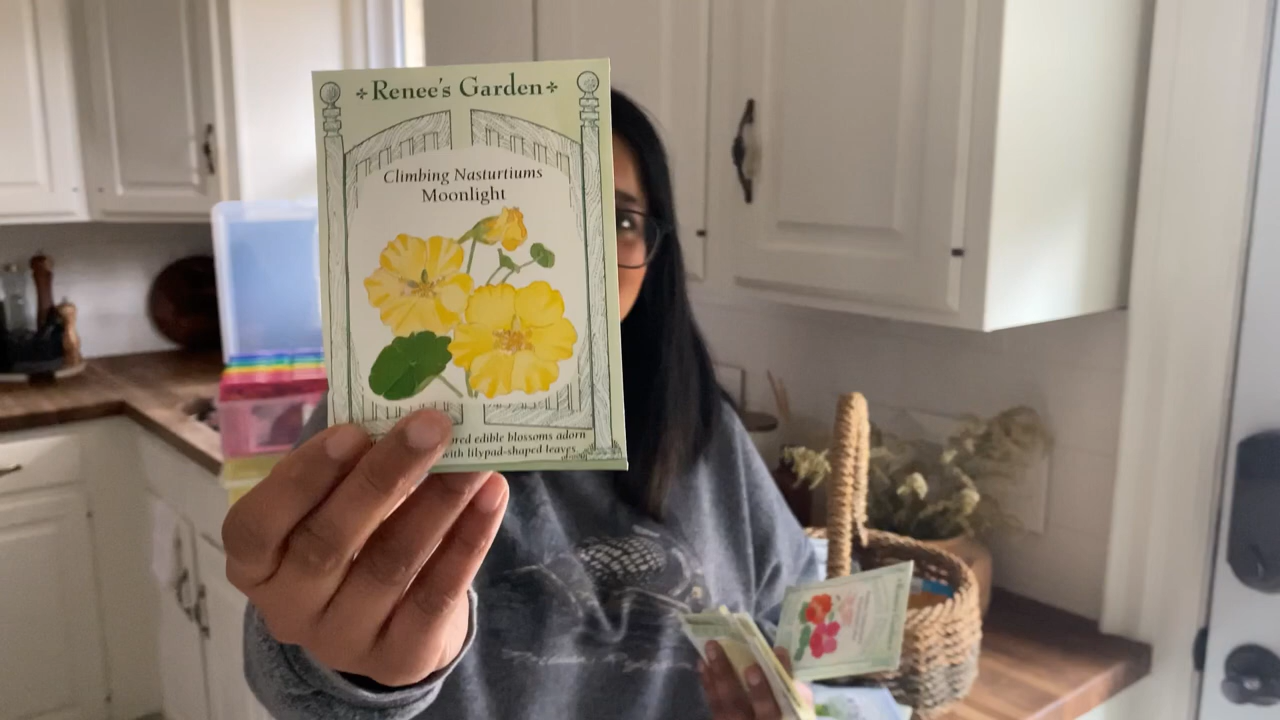 Renee's Garden
Climbing Nasturtiums
Moonlight
edible blossoms adorn
with lilypad-shaped leaves